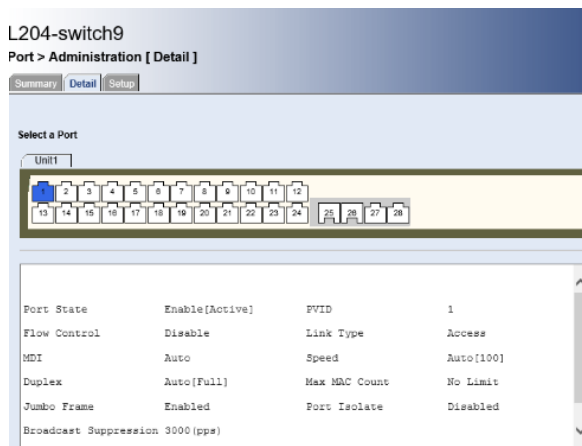 L204-switch9
Port > Administration [ Detail ]
Summary Detail Setup
Select a Port
Unit1
1 2 3 4 5 6 7 8 9 10 11 12
13 14 15 16 17 18 19 20 21 22 23 24 25 26 27 28
Port State Enable[Active] PVID 1
Flow Control Disable Link Type Access
MDI Auto Speed Auto[100]
Duplex Auto[Full] Max MAC Count No Limit
Jumbo Frame Enabled Port Isolate Disabled
Broadcast Suppression 3000(pps)